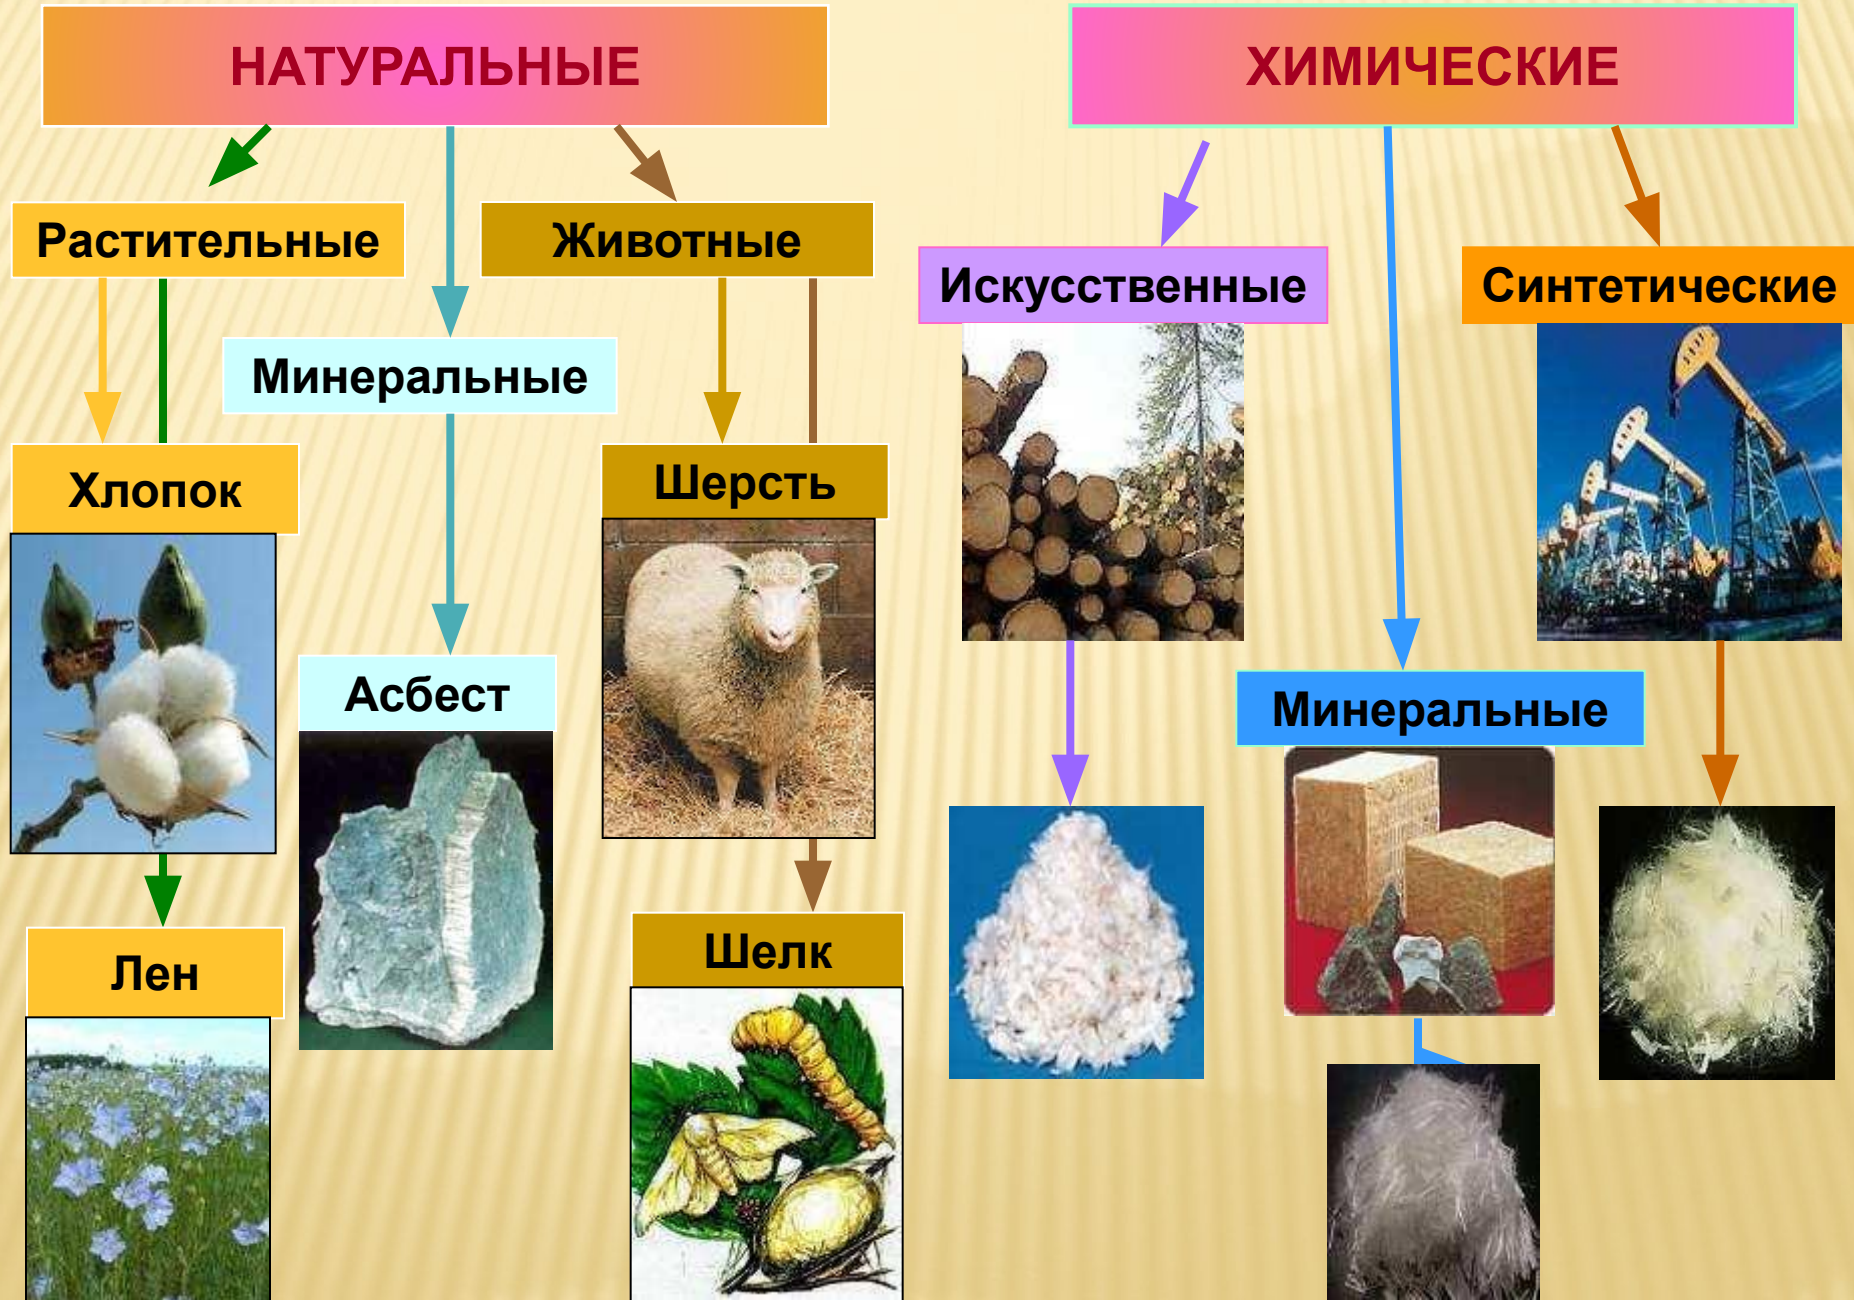 НАТУРАЛЬНЫЕ
ХИМИЧЕСКИЕ
Растительные
Животные
Искусственные
Синтетические
Минеральные
Хлопок
Шерсть
Асбест
Минеральные
Лен
Шелк